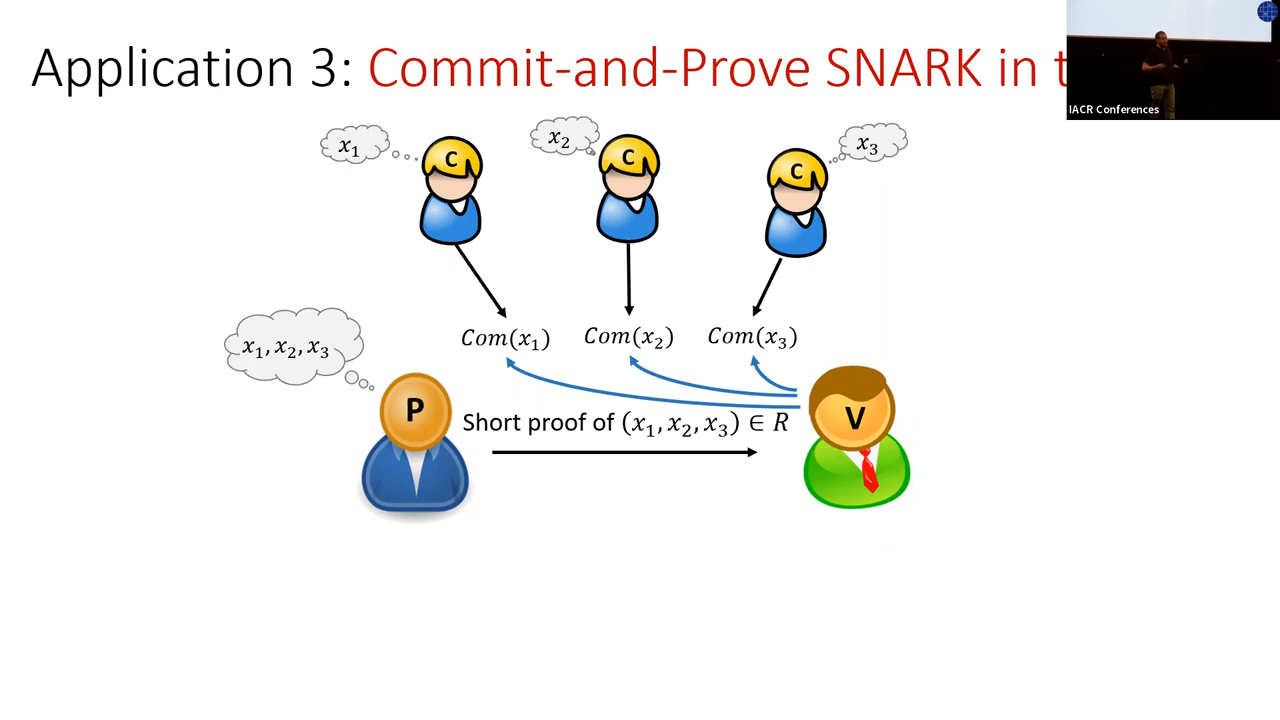 Application 3: Commit-and-Prove SNARK in
IACR Conferences
x₁
C
x₂
C
x₃
C
Com(x₁)
Com(x₂)
Com(x₃)
x₁, x₂, x₃
P
Short proof of (x₁, x₂, x₃) ∈ R
V